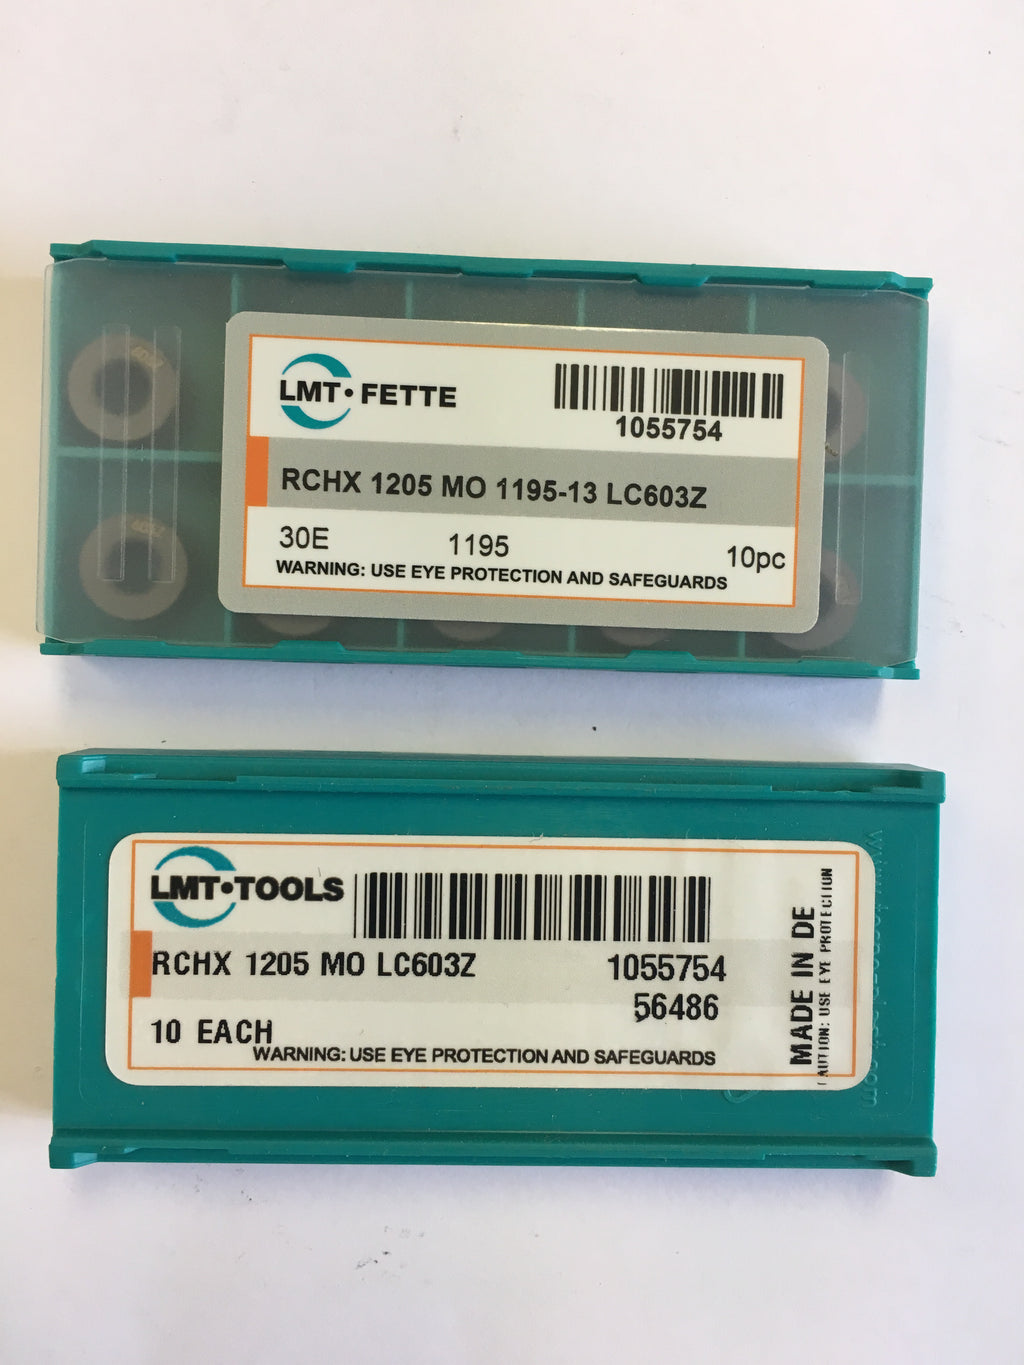 LMT•FETTE
1055754
RCHX 1205 MO 1195-13 LC603Z
30E 1195 10pc
WARNING: USE EYE PROTECTION AND SAFEGUARDS
LMT•TOOLS
RCHX 1205 MO LC603Z 1055754
56486
10 EACH
WARNING: USE EYE PROTECTION AND SAFEGUARDS
MADE IN DE
CAUTION: USE EYE PROTECTION